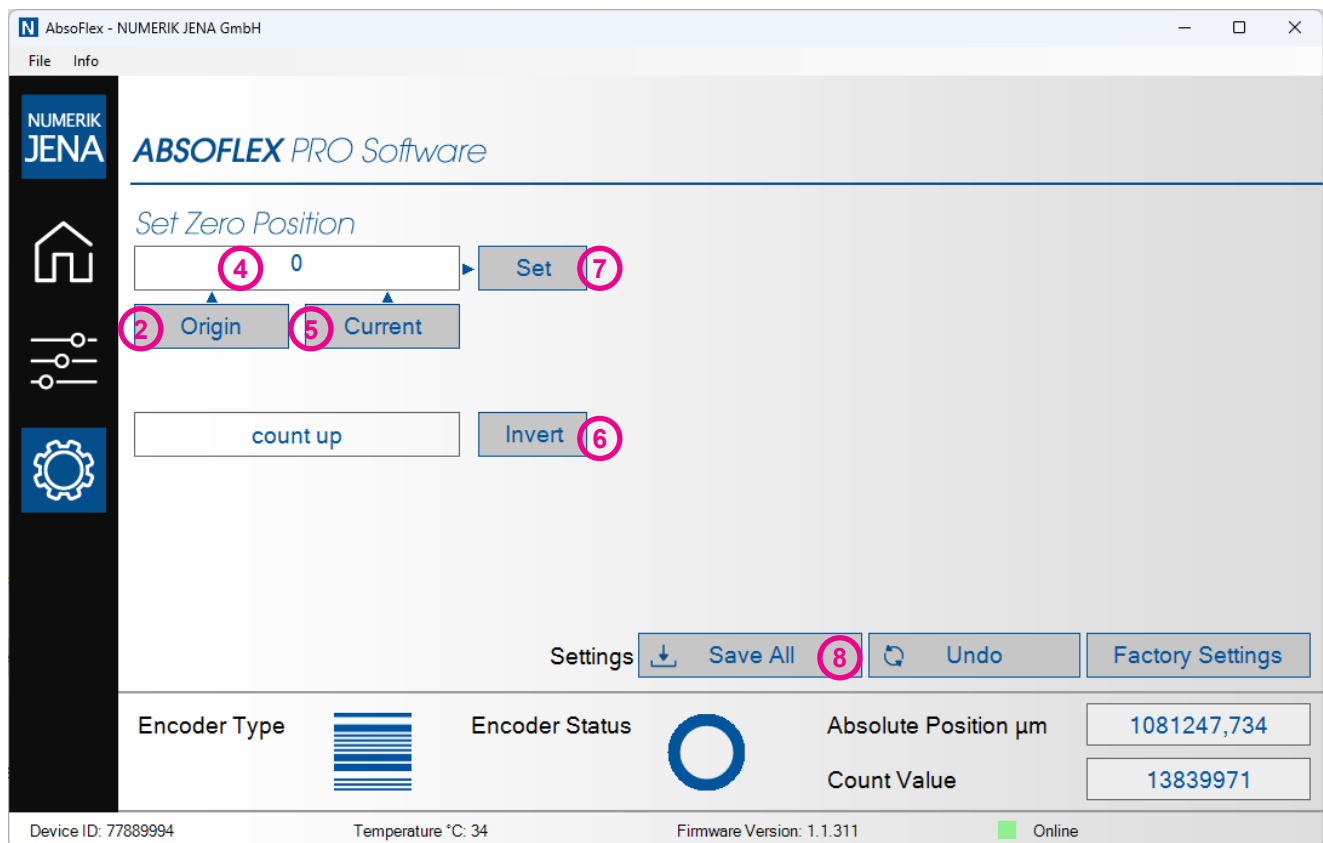 N AbsoFlex - NUMERIK JENA GmbH
File Info
NUMERIK
JENA
ABSOFLEX PRO Software
Set Zero Position
4 0 Set 7
2 Origin 5 Current
count up Invert 6
Settings Save All 8 Undo Factory Settings
Encoder Type Encoder Status Absolute Position µm 1081247,734
Count Value 13839971
Device ID: 77889994 Temperature °C: 34 Firmware Version: 1.1.311 Online